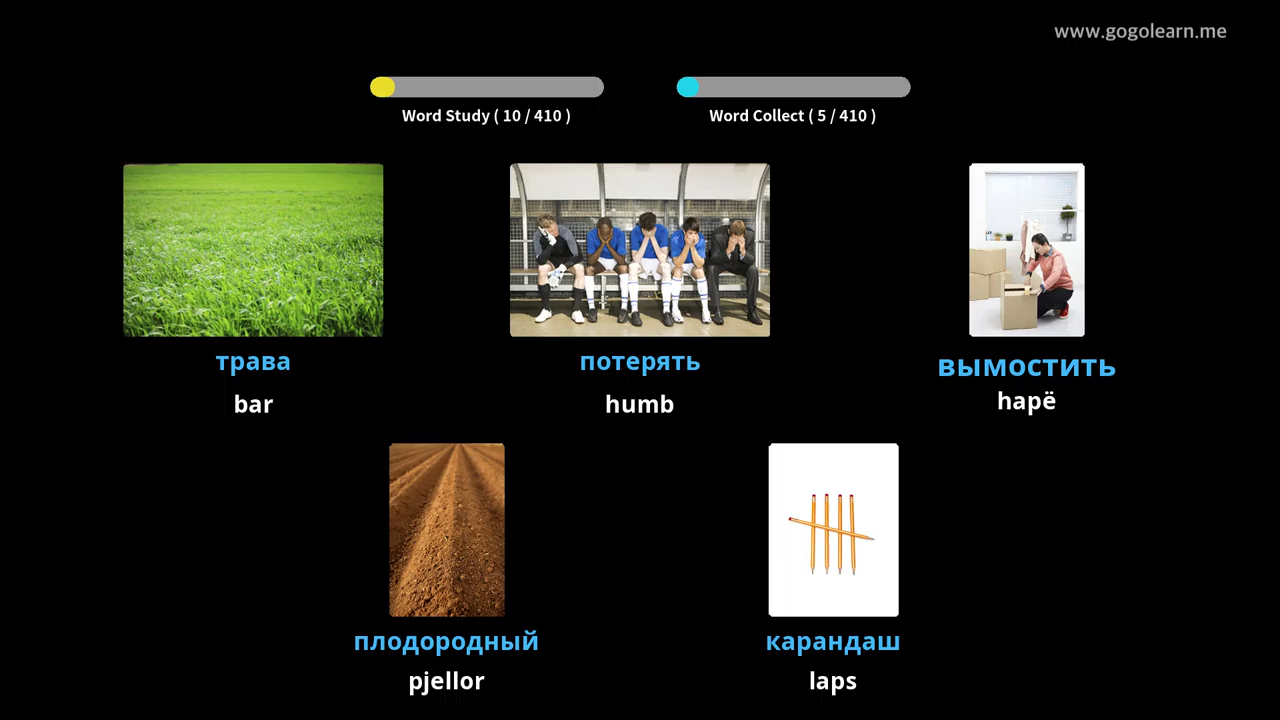 www.gogolearn.me
Word Study ( 10 / 410 )
Word Collect ( 5 / 410 )
трава
потерять
вымостить
bar
humb
hapë
плодородный
карандаш
pjellor
laps